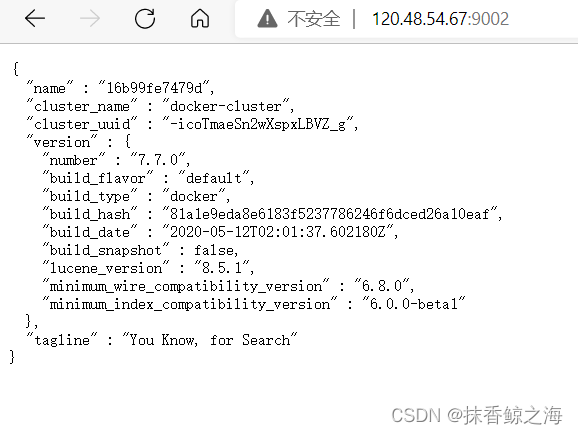 不安全 | 120.48.54.67:9002
{
  "name" : "16b99fe7479d",
  "cluster_name" : "docker-cluster",
  "cluster_uuid" : "-icoTmaeSn2wXspxLBVZ_g",
  "version" : {
    "number" : "7.7.0",
    "build_flavor" : "default",
    "build_type" : "docker",
    "build_hash" : "81a1e9eda8e6183f5237786246f6dced26a10eaf",
    "build_date" : "2020-05-12T02:01:37.602180Z",
    "build_snapshot" : false,
    "lucene_version" : "8.5.1",
    "minimum_wire_compatibility_version" : "6.8.0",
    "minimum_index_compatibility_version" : "6.0.0-beta1"
  },
  "tagline" : "You Know, for Search"
}
CSDN @抹香鲸之海